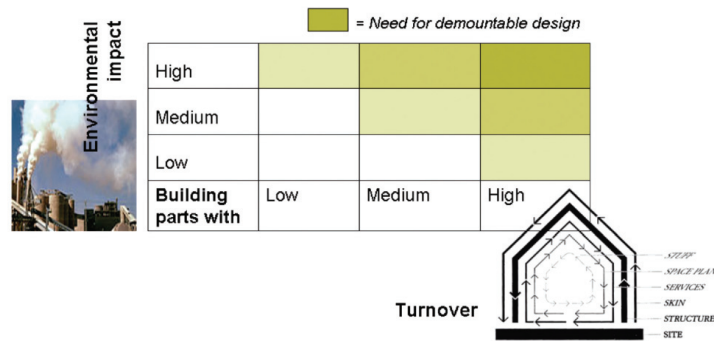 = Need for demountable design
Environmental
impact
High
Medium
Low
Building
parts with
Low
Medium
High
Turnover
STUFF
SPACE PLAN
SERVICES
SKIN
STRUCTURE
SITE